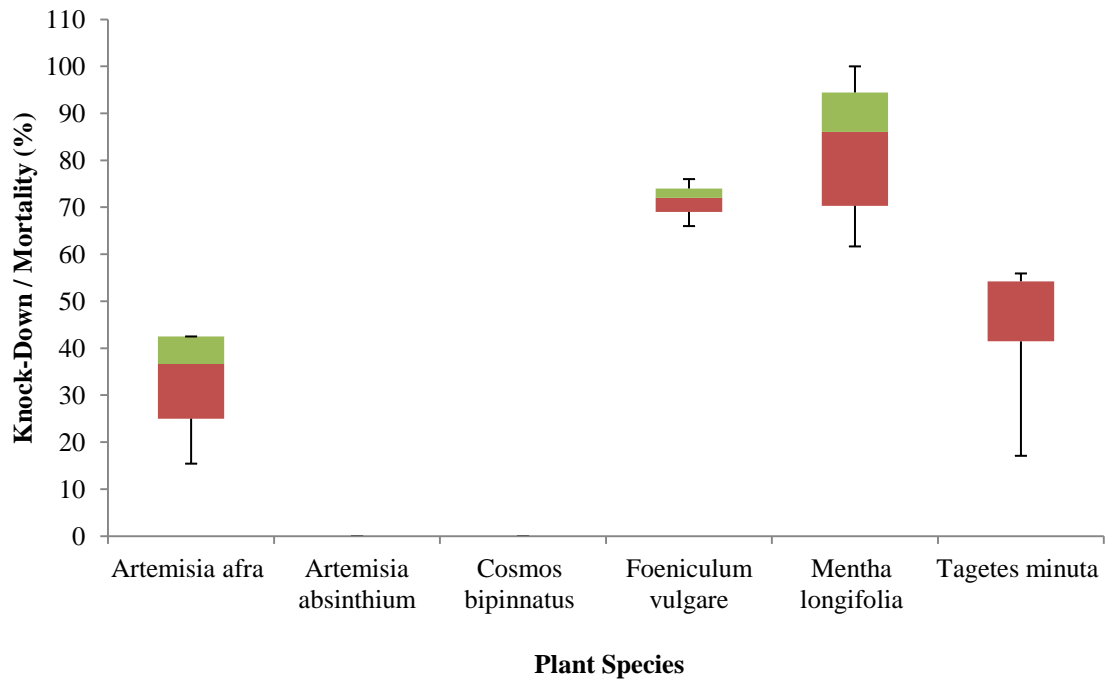 110
100
90
80
70
60
50
40
30
20
10
0
Knock-Down / Mortality (%)
Artemisia afra
Artemisia
absinthium
Cosmos
bipinnatus
Foeniculum
vulgare
Mentha
longifolia
Tagetes minuta
Plant Species